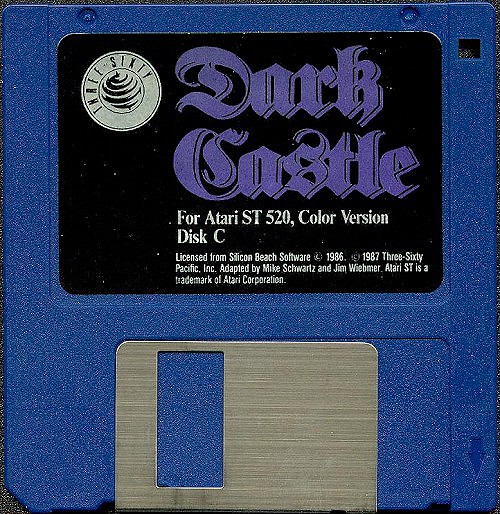 THREE SIXTY
Dark
Castle
For Atari ST 520, Color Version
Disk C
Licensed from Silicon Beach Software © 1986. © 1987 Three-Sixty
Pacific, Inc. Adapted by Mike Schwartz and Jim Wiebmer. Atari ST is a
trademark of Atari Corporation.